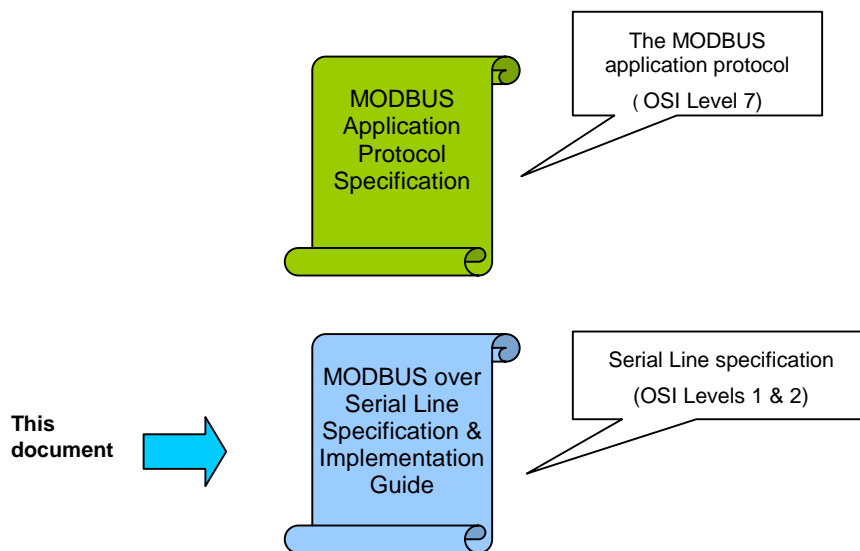 MODBUS
Application
Protocol
Specification
The MODBUS
application protocol
( OSI Level 7)
This
document
MODBUS over
Serial Line
Specification &
Implementation
Guide
Serial Line specification
(OSI Levels 1 & 2)